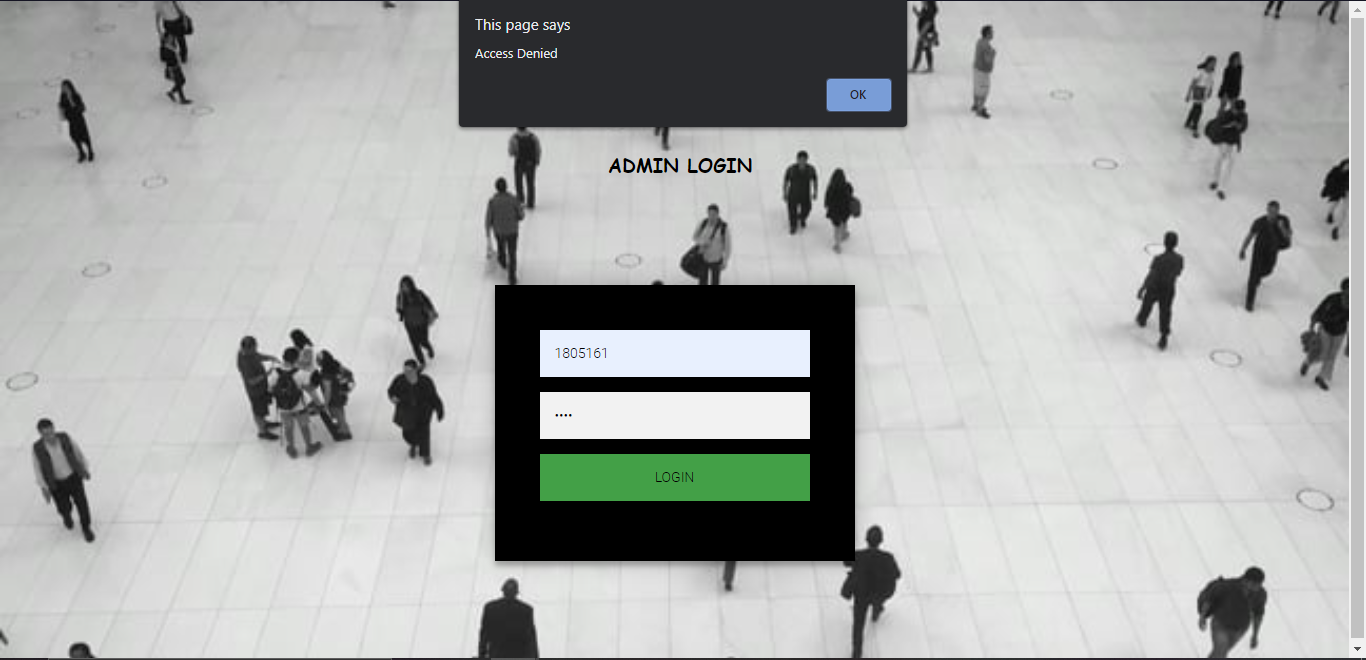 This page says
Access Denied
OK
ADMIN LOGIN
1805161
••••
LOGIN